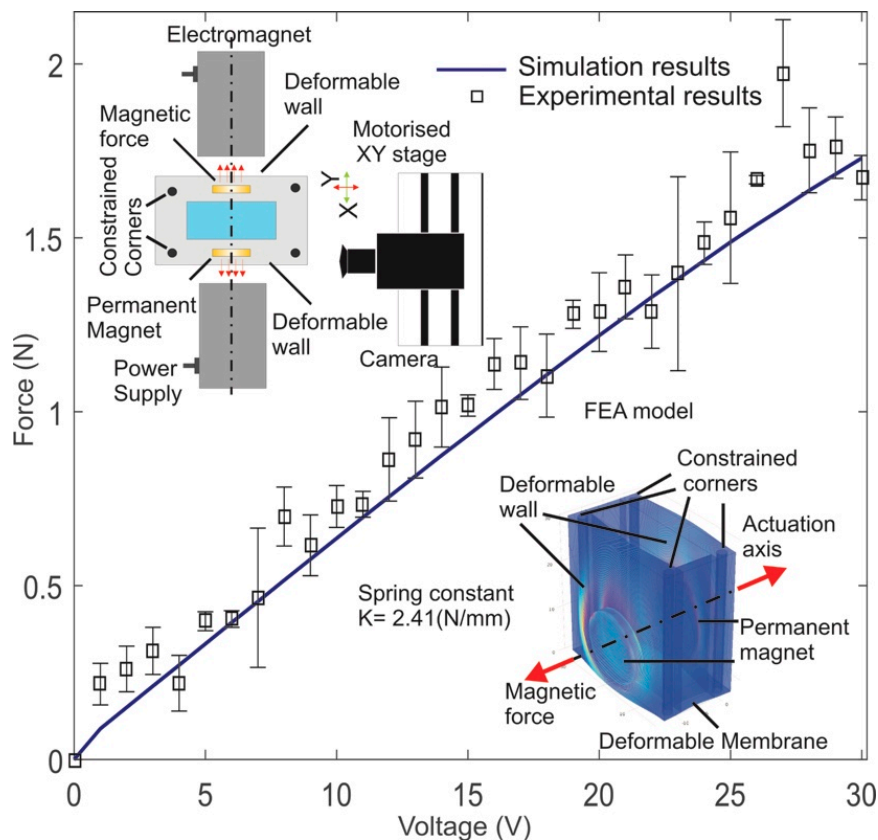 Electromagnet
Deformable
wall
Magnetic
force
Simulation results
Experimental results
Motorised
XY stage
Y
X
Constrained
Corners
Permanent
Magnet
Deformable
wall
Power
Supply
Camera
FEA model
Constrained
corners
Deformable
wall
Actuation
axis
Spring constant
K= 2.41(N/mm)
Permanent
magnet
Magnetic
force
Deformable Membrane
2
1.5
1
0.5
0
Force (N)
0 5 10 15 20 25 30
Voltage (V)